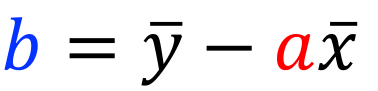 b = y̅ − ax̅